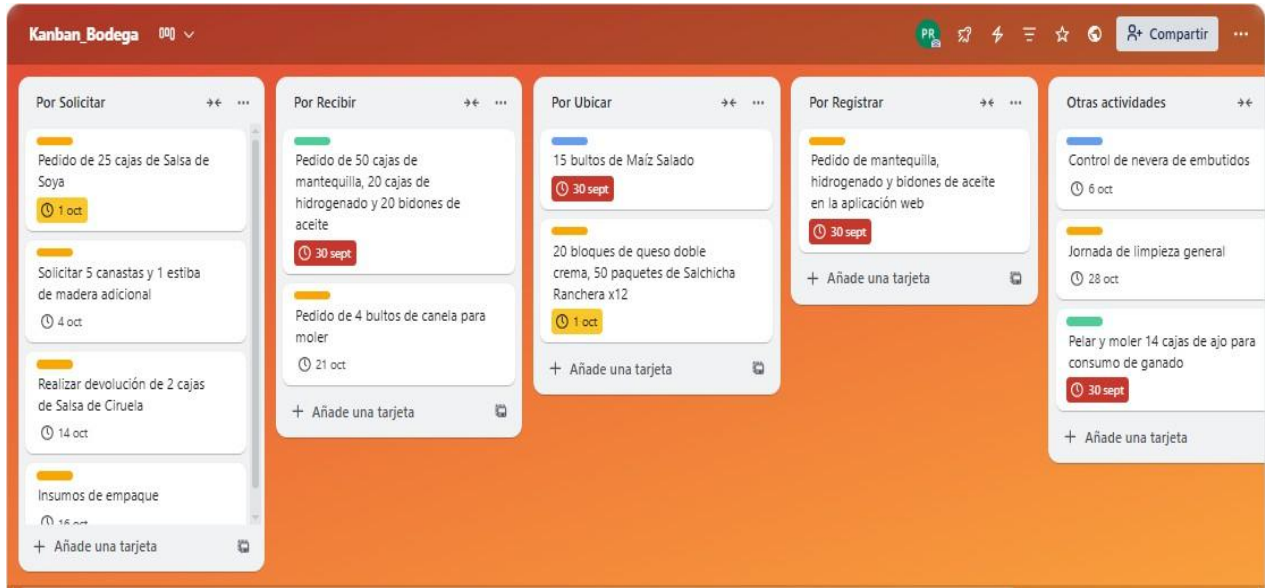 Kanban_Bodega
PR
Compartir
Por Solicitar
Pedido de 25 cajas de Salsa de
Soya
1 oct
Solicitar 5 canastas y 1 estiba
de madera adicional
4 oct
Realizar devolución de 2 cajas
de Salsa de Ciruela
14 oct
Insumos de empaque
16 oct
+ Añade una tarjeta
Por Recibir
Pedido de 50 cajas de
mantequilla, 20 cajas de
hidrogenado y 20 bidones de
aceite
30 sept
Pedido de 4 bultos de canela para
moler
21 oct
+ Añade una tarjeta
Por Ubicar
15 bultos de Maíz Salado
30 sept
20 bloques de queso doble
crema, 50 paquetes de Salchicha
Ranchera x12
1 oct
+ Añade una tarjeta
Por Registrar
Pedido de mantequilla,
hidrogenado y bidones de aceite
en la aplicación web
30 sept
+ Añade una tarjeta
Otras actividades
Control de nevera de embutidos
6 oct
Jornada de limpieza general
28 oct
Pelar y moler 14 cajas de ajo para
consumo de ganado
30 sept
+ Añade una tarjeta